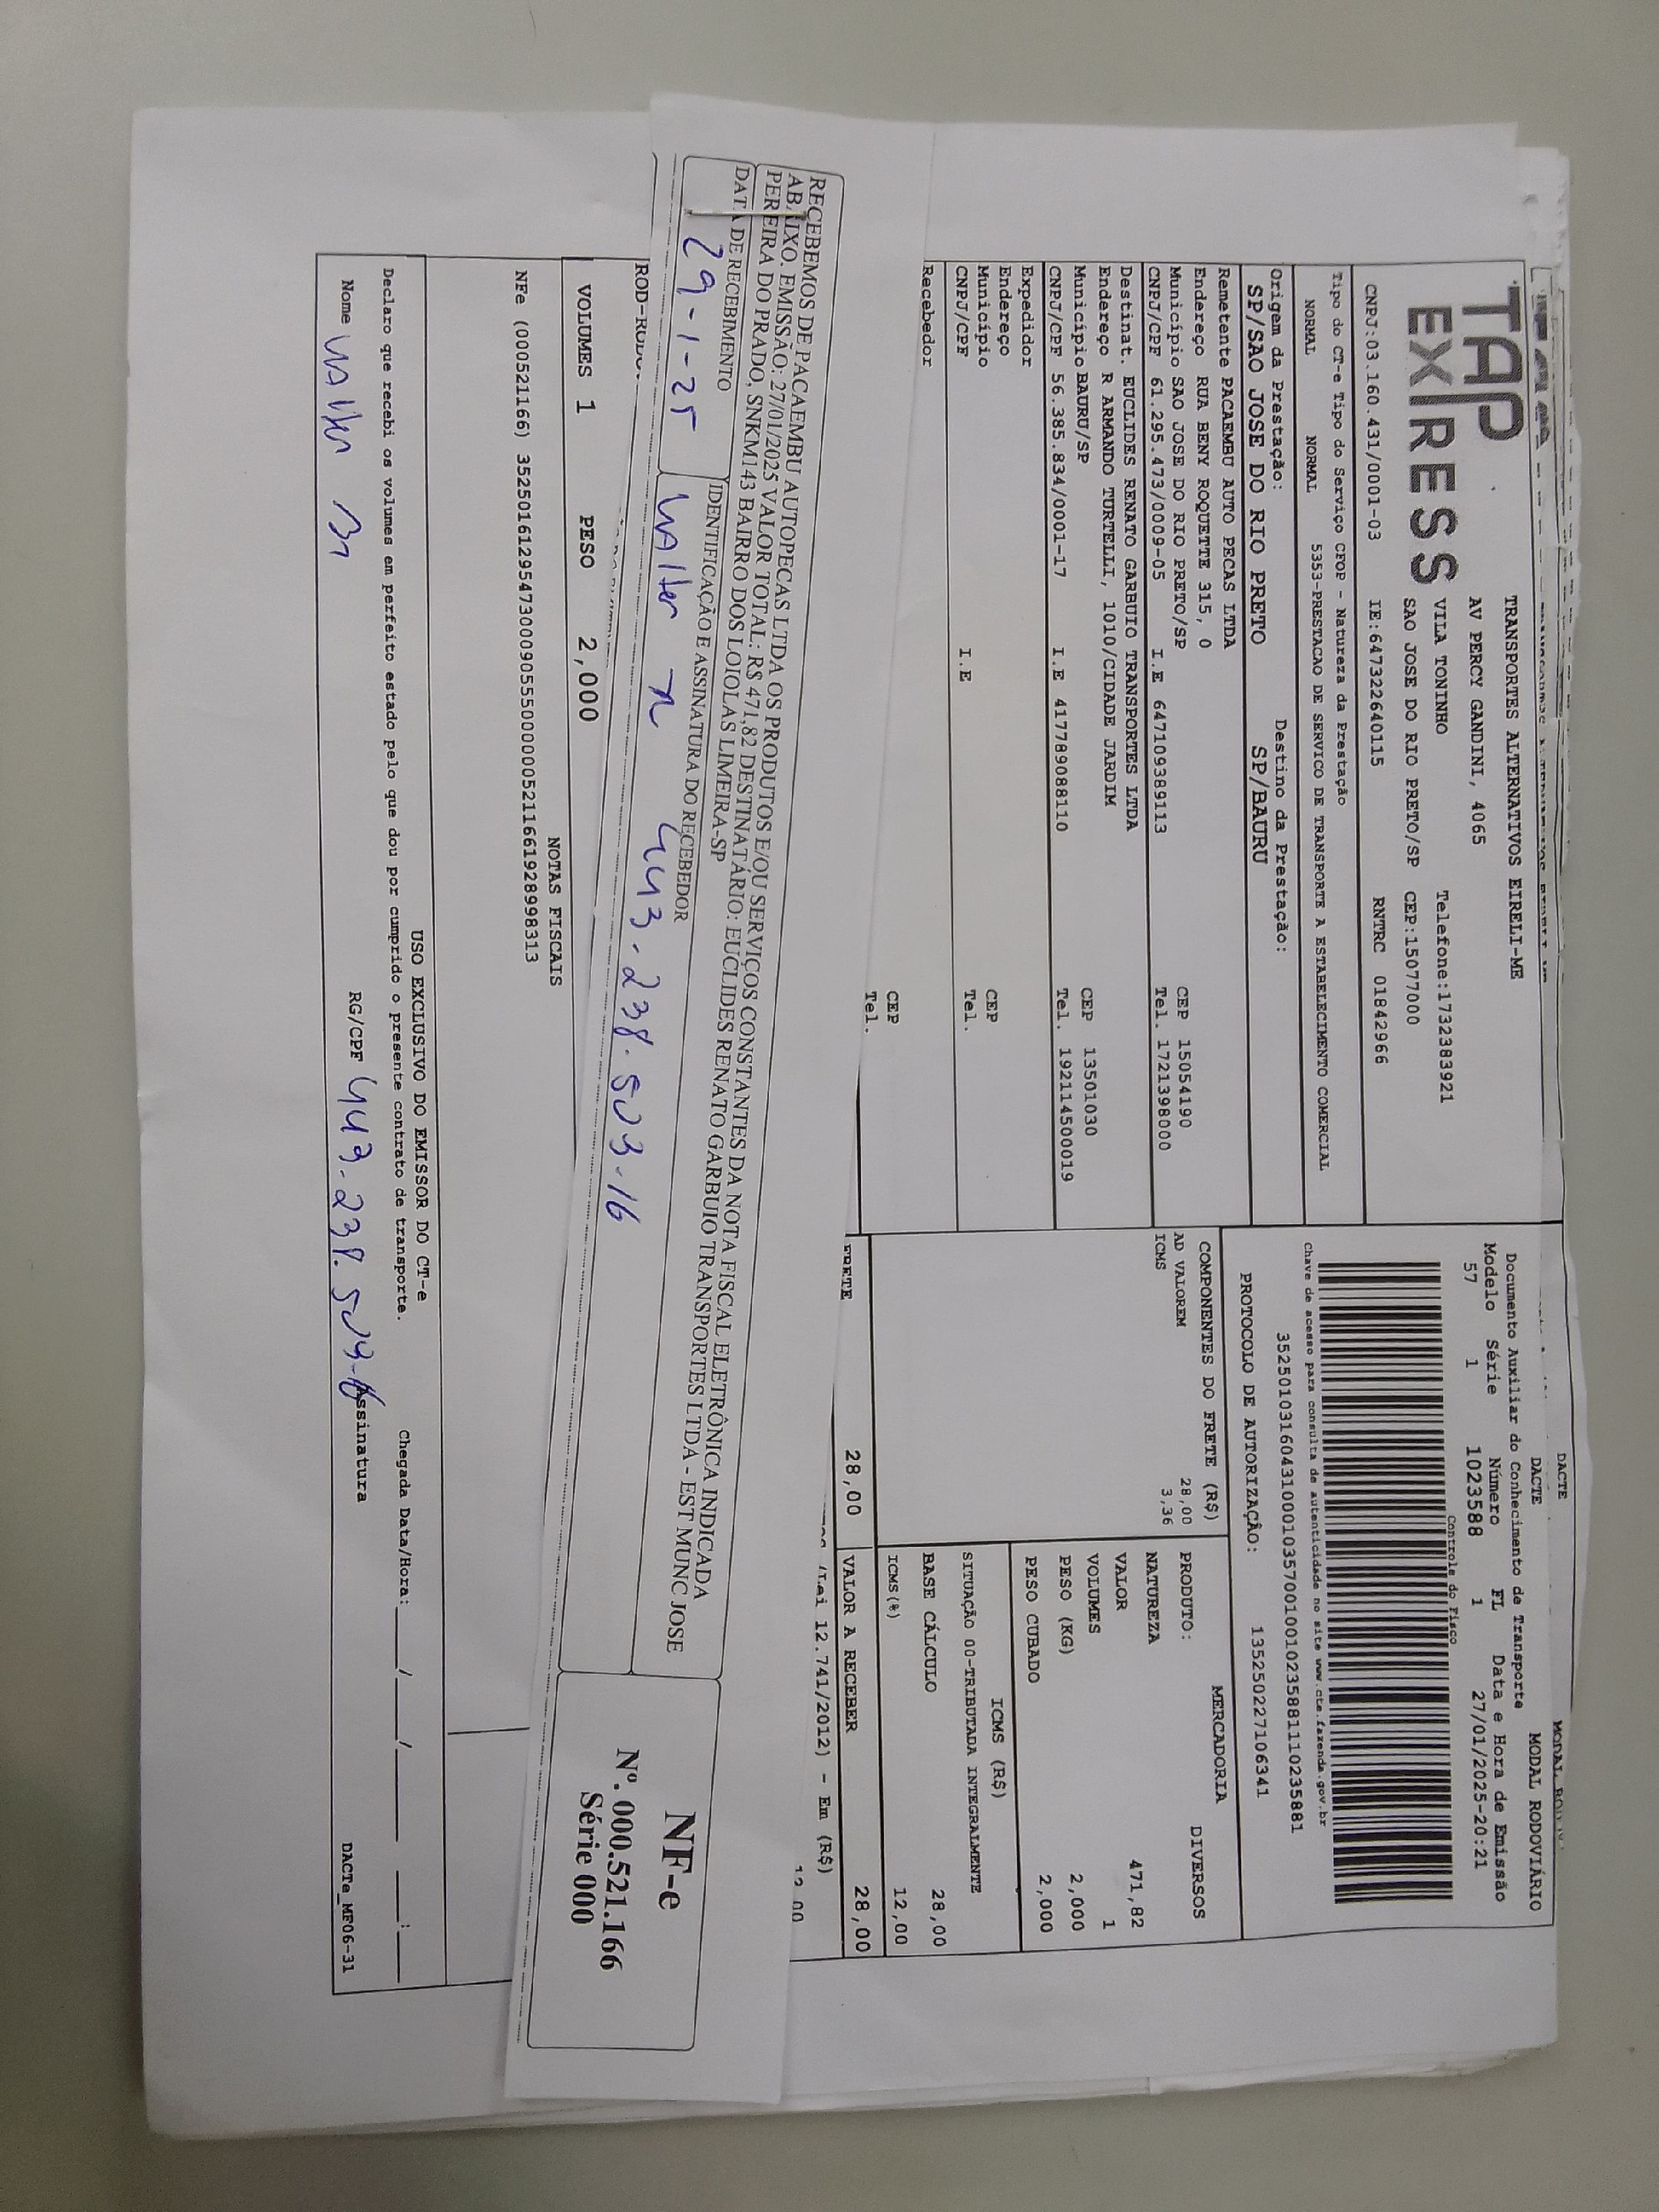 DACTE
MODAL RODOVIÁRIO
TAP EXPRESS
TRANSPORTES ALTERNATIVOS EIRELI-ME
AV PERCY GANDINI, 4065
VILA TONINHO Telefone:1732383921
SAO JOSE DO RIO PRETO/SP CEP:15077000
CNPJ:03.160.431/0001-03 IE:647322640115 RNTRC 01842966
DACTE MODAL RODOVIÁRIO
Documento Auxiliar do Conhecimento de Transporte
Modelo Série Número FL Data e Hora de Emissão
57 1 1023588 1 27/01/2025-20:21
Controle do Fisco
Chave de acesso para consulta de autenticidade no site www.cte.fazenda.gov.br
35250103160431000103570010010235881110235881
PROTOCOLO DE AUTORIZAÇÃO: 135250227106341
Tipo do CT-e Tipo do Serviço CFOP - Natureza da Prestação
NORMAL NORMAL 5353-PRESTACAO DE SERVICO DE TRANSPORTE A ESTABELECIMENTO COMERCIAL
Origem da Prestação: Destino da Prestação:
SP/SAO JOSE DO RIO PRETO SP/BAURU
Remetente PACAEMBU AUTO PECAS LTDA
Endereço RUA BENY ROQUETTE 315, 0
Município SAO JOSE DO RIO PRETO/SP CEP 15054190
CNPJ/CPF 61.295.473/0009-05 I.E 647109389113 Tel. 1721398000
Destinat. EUCLIDES RENATO GARBUIO TRANSPORTES LTDA
Endereço R ARMANDO TURTELLI, 1010/CIDADE JARDIM
Município BAURU/SP CEP 13501030
CNPJ/CPF 56.385.834/0001-17 I.E 417789088110 Tel. 19211450​0019
Expedidor
Endereço
Município CEP
CNPJ/CPF I.E Tel.
Recebedor
CEP
Tel.
COMPONENTES DO FRETE (R$)
AD VALOREM 28,00
ICMS 3,36
MERCADORIA
PRODUTO: DIVERSOS
NATUREZA
VALOR 471,82
VOLUMES 1
PESO (KG) 2,000
PESO CUBADO 2,000
ICMS (R$)
SITUAÇÃO 00-TRIBUTADA INTEGRALMENTE
BASE CÁLCULO 28,00
ICMS(%) 12,00
FRETE 28,00 VALOR A RECEBER 28,00
(Lei 12.741/2012) - Em (R$)
RECEBEMOS DE PACAEMBU AUTOPECAS LTDA OS PRODUTOS E/OU SERVIÇOS CONSTANTES DA NOTA FISCAL ELETRÔNICA INDICADA
ABAIXO. EMISSÃO: 27/01/2025 VALOR TOTAL: R$ 471,82 DESTINATÁRIO: EUCLIDES RENATO GARBUIO TRANSPORTES LTDA - EST MUNC JOSE
PEREIRA DO PRADO, SNKM143 BAIRRO DOS LOIOLAS LIMEIRA-SP
DATA DE RECEBIMENTO IDENTIFICAÇÃO E ASSINATURA DO RECEBEDOR
29-1-25 Walter 443.238.503-16
NF-e
Nº. 000.521.166
Série 000
VOLUMES 1 PESO 2,000
NOTAS FISCAIS
NFe (000521166) 35250161295473000905550000005211661928998313
USO EXCLUSIVO DO EMISSOR DO CT-e
Declaro que recebi os volumes em perfeito estado pelo que dou por cumprido o presente contrato de transporte. Chegada Data/Hora:___/___/_____ ___:___
Nome Walter RG/CPF 443.238.503-16 Assinatura
DACTe_MF06-31